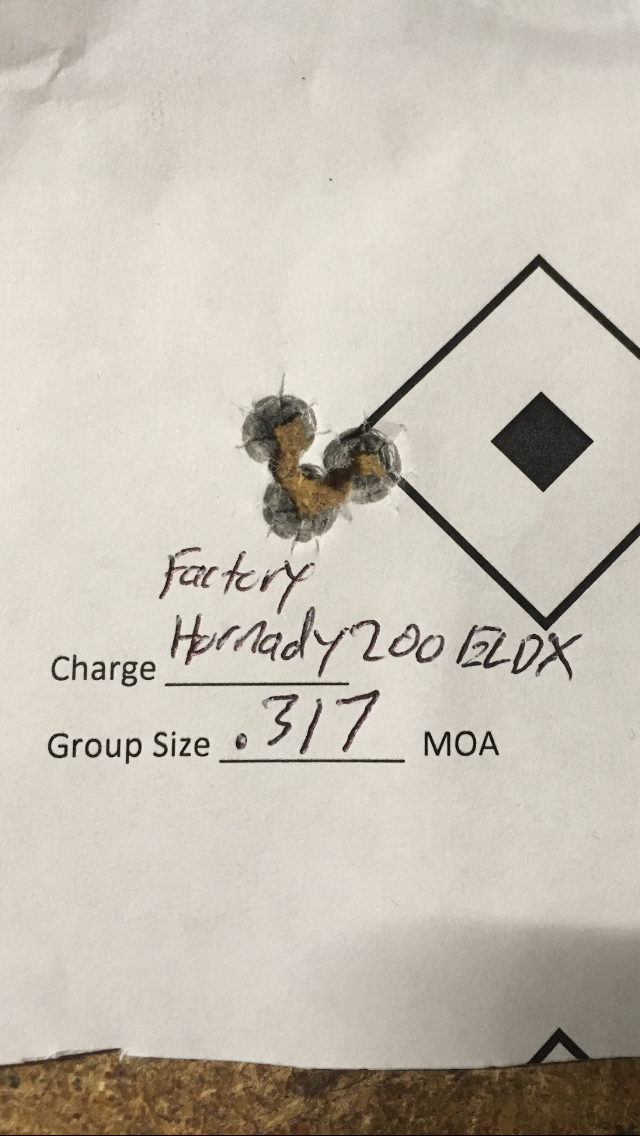 Factory
Charge Hornady 200 ELDX
Group Size .317 MOA